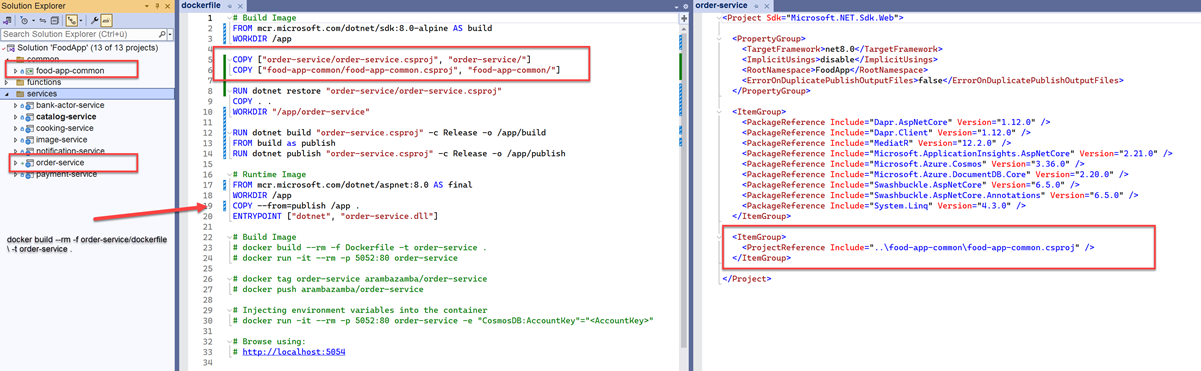 Solution Explorer
Search Solution Explorer (Ctrl+ü)
Solution 'FoodApp' (13 of 13 projects)
common
food-app-common
functions
services
bank-actor-service
catalog-service
cooking-service
image-service
notification-service
order-service
payment-service
docker build --rm -f order-service/dockerfile
\ -t order-service .
dockerfile
1 # Build Image
2 FROM mcr.microsoft.com/dotnet/sdk:8.0-alpine AS build
3 WORKDIR /app
4
5 COPY ["order-service/order-service.csproj", "order-service/"]
6 COPY ["food-app-common/food-app-common.csproj", "food-app-common/"]
7
8 RUN dotnet restore "order-service/order-service.csproj"
9 COPY . .
10 WORKDIR "/app/order-service"
11
12 RUN dotnet build "order-service.csproj" -c Release -o /app/build
13 FROM build as publish
14 RUN dotnet publish "order-service.csproj" -c Release -o /app/publish
15
16 # Runtime Image
17 FROM mcr.microsoft.com/dotnet/aspnet:8.0 AS final
18 WORKDIR /app
19 COPY --from=publish /app .
20 ENTRYPOINT ["dotnet", "order-service.dll"]
21
22 # Build Image
23 # docker build --rm -f Dockerfile -t order-service .
24 # docker run -it --rm -p 5052:80 order-service
25
26 # docker tag order-service arambazamba/order-service
27 # docker push arambazamba/order-service
28
29 # Injecting environment variables into the container
30 # docker run -it --rm -p 5052:80 order-service -e "CosmosDB:AccountKey"="<AccountKey>"
31
32 # Browse using:
33 # http://localhost:5054
34
order-service
<Project Sdk="Microsoft.NET.Sdk.Web">
<PropertyGroup>
<TargetFramework>net8.0</TargetFramework>
<ImplicitUsings>disable</ImplicitUsings>
<RootNamespace>FoodApp</RootNamespace>
<ErrorOnDuplicatePublishOutputFiles>false</ErrorOnDuplicatePublishOutputFiles>
</PropertyGroup>
<ItemGroup>
<PackageReference Include="Dapr.AspNetCore" Version="1.12.0" />
<PackageReference Include="Dapr.Client" Version="1.12.0" />
<PackageReference Include="MediatR" Version="12.2.0" />
<PackageReference Include="Microsoft.ApplicationInsights.AspNetCore" Version="2.21.0" />
<PackageReference Include="Microsoft.Azure.Cosmos" Version="3.36.0" />
<PackageReference Include="Microsoft.Azure.DocumentDB.Core" Version="2.20.0" />
<PackageReference Include="Swashbuckle.AspNetCore" Version="6.5.0" />
<PackageReference Include="Swashbuckle.AspNetCore.Annotations" Version="6.5.0" />
<PackageReference Include="System.Linq" Version="4.3.0" />
</ItemGroup>
<ItemGroup>
<ProjectReference Include="..\food-app-common\food-app-common.csproj" />
</ItemGroup>
</Project>